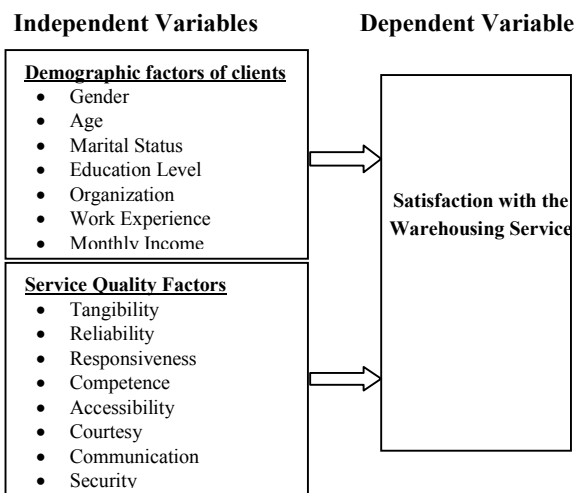 Independent Variables
Dependent Variable
Demographic factors of clients
• Gender
• Age
• Marital Status
• Education Level
• Organization
• Work Experience
• Monthly Income
Service Quality Factors
• Tangibility
• Reliability
• Responsiveness
• Competence
• Accessibility
• Courtesy
• Communication
• Security
Satisfaction with the
Warehousing Service